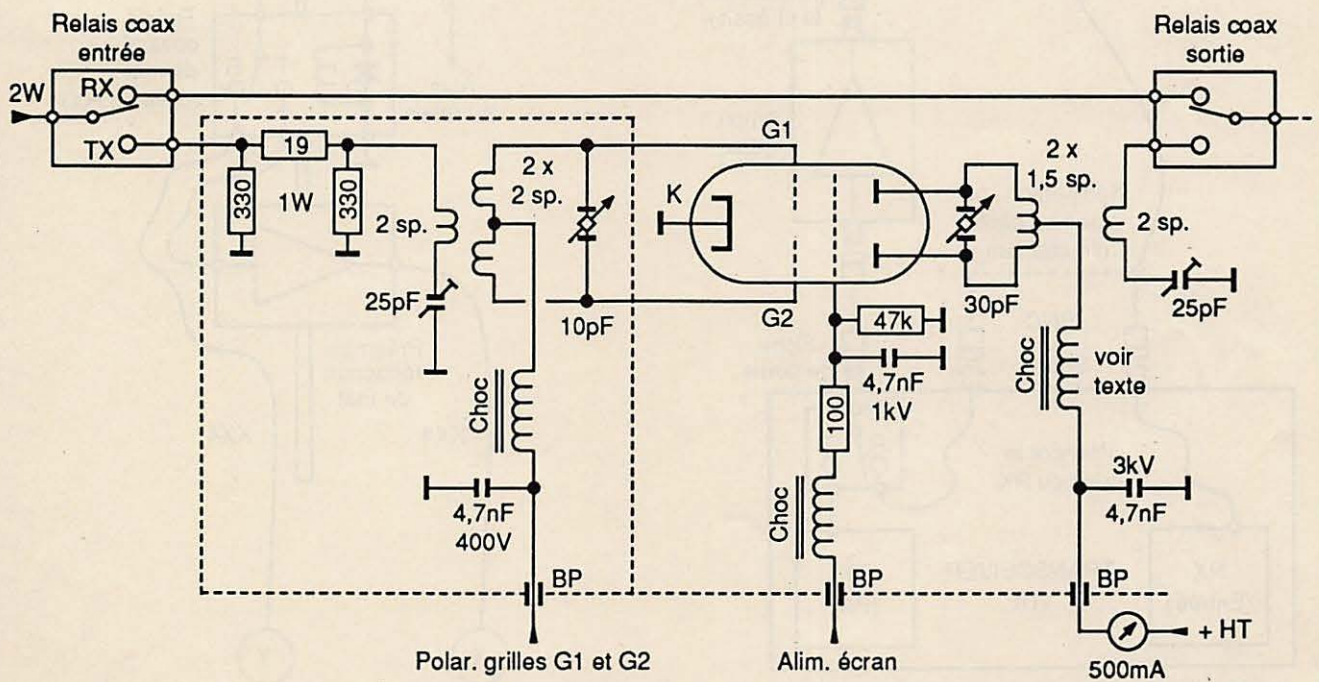 Relais coax
entrée
Relais coax
sortie
2W
RX
TX
19
330
1W
330
2 sp.
25pF
2 x
2 sp.
10pF
G1
G2
K
2 x
1,5 sp.
30pF
2 sp.
25pF
47k
4,7nF
1kV
100
Choc
Choc
Choc
voir
texte
4,7nF
400V
3kV
4,7nF
BP
BP
BP
Polar. grilles G1 et G2
Alim. écran
+ HT
500mA